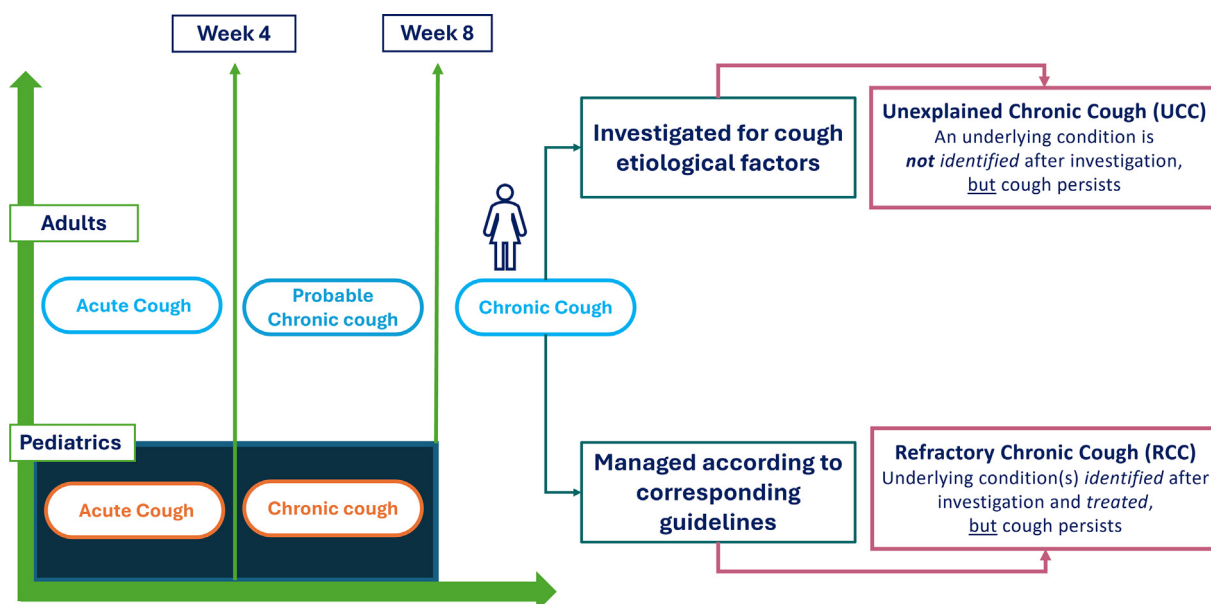 Week 4
Week 8
Adults
Acute Cough
Probable
Chronic cough
Chronic Cough
Pediatrics
Acute Cough
Chronic cough
Investigated for cough
etiological factors
Unexplained Chronic Cough (UCC)
An underlying condition is
not identified after investigation,
but cough persists
Managed according to
corresponding
guidelines
Refractory Chronic Cough (RCC)
Underlying condition(s) identified after
investigation and treated,
but cough persists